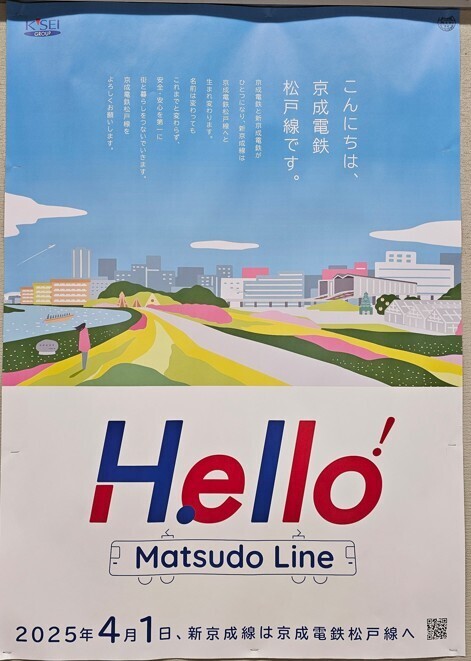 KEISEI
GROUP
こんにちは、
京成電鉄
松戸線です。
京成電鉄と新京成電鉄が
ひとつになり、新京成線は
京成電鉄松戸線へと
生まれ変わります。
名前は変わっても
これまでと変わらず
安全・安心を第一に
街と暮らしをつないでいきます。
京成電鉄松戸線を
よろしくお願いします。
Hello!
Matsudo Line
2025年4月1日、新京成線は京成電鉄松戸線へ